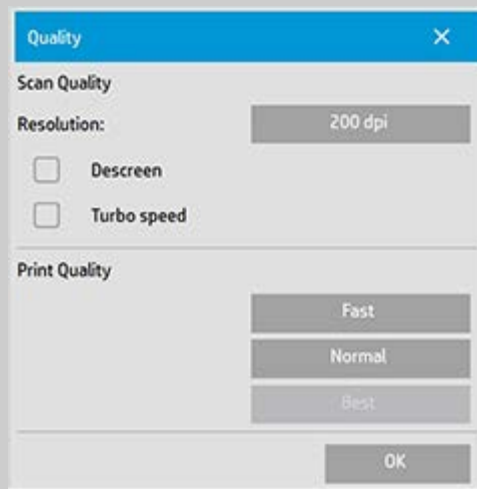 Quality
Scan Quality
Resolution: 200 dpi
Descreen
Turbo speed
Print Quality
Fast
Normal
Best
OK